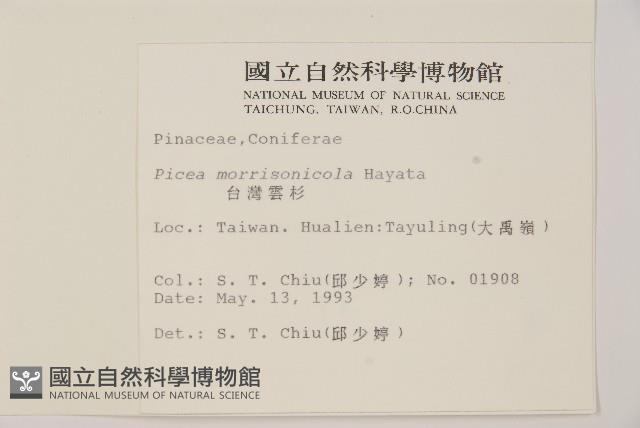 國立自然科學博物館
NATIONAL MUSEUM OF NATURAL SCIENCE
TAICHUNG, TAIWAN, R.O.CHINA
Pinaceae,Coniferae
Picea morrisonicola Hayata
台灣雲杉
Loc.: Taiwan. Hualien:Tayuling(大禹嶺)
Col.: S. T. Chiu(邱少婷); No. 01908
Date: May. 13, 1993
Det.: S. T. Chiu(邱少婷)
國立自然科學博物館
NATIONAL MUSEUM OF NATURAL SCIENCE